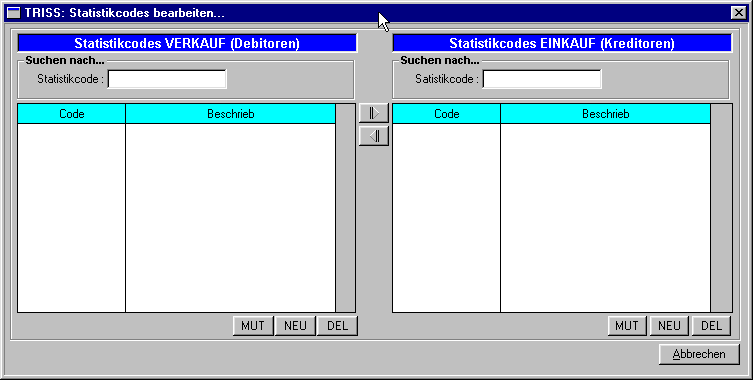 TRISS: Statistikcodes bearbeiten...
Statistikcodes VERKAUF (Debitoren)
Suchen nach...
Statistikcode :
Code Beschrieb
MUT NEU DEL
Statistikcodes EINKAUF (Kreditoren)
Suchen nach...
Satistikcode :
Code Beschrieb
MUT NEU DEL
Abbrechen